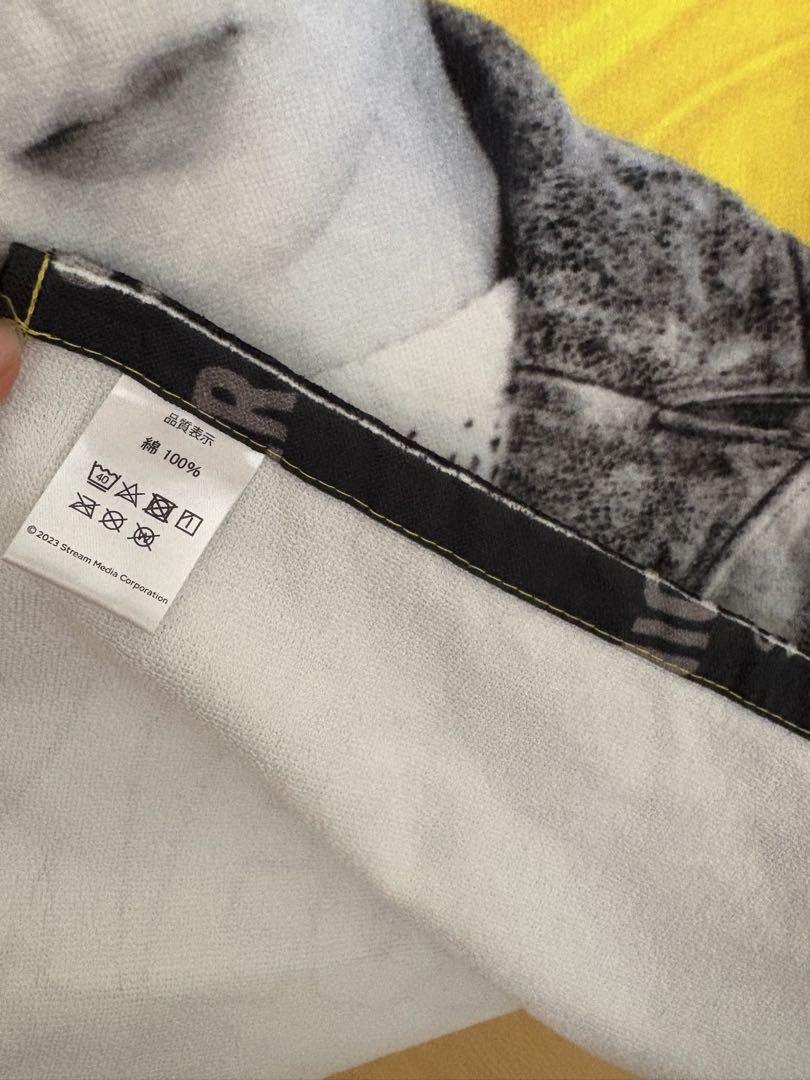 品質表示
綿 100%
40
© 2023 Stream Media Corporation
R